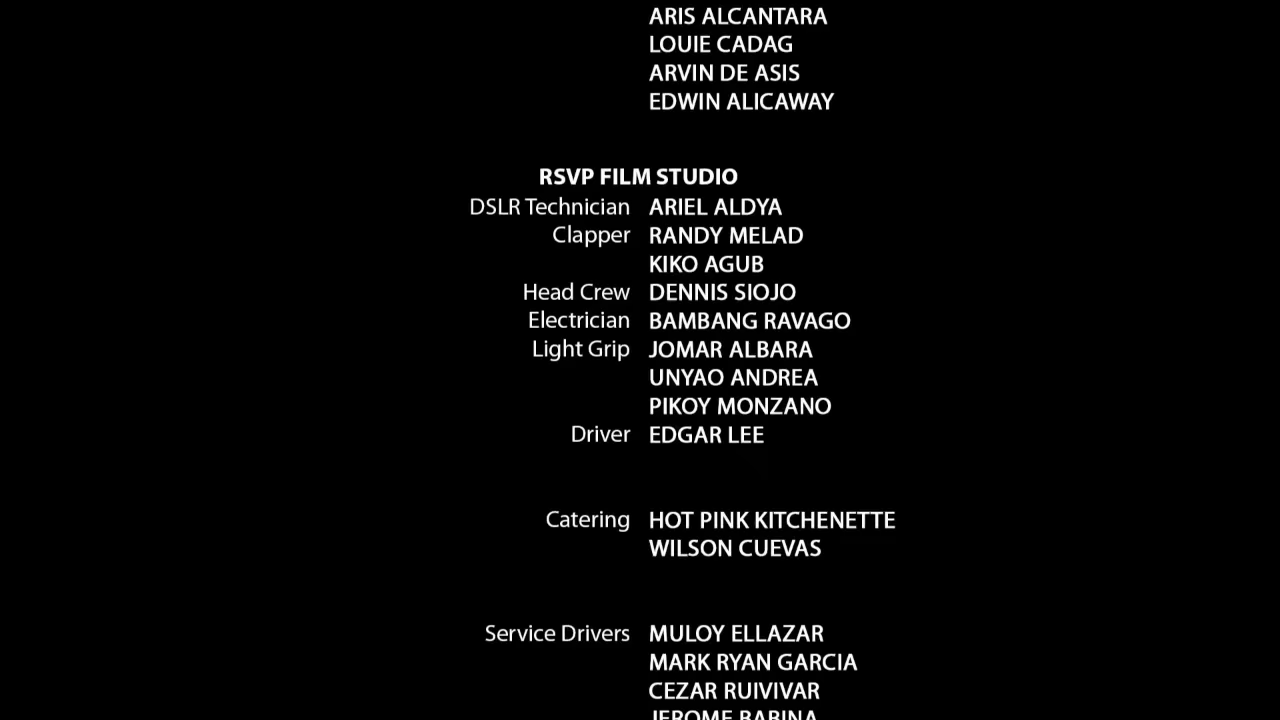 ARIS ALCANTARA
LOUIE CADAG
ARVIN DE ASIS
EDWIN ALICAWAY
RSVP FILM STUDIO
DSLR Technician ARIEL ALDYA
Clapper RANDY MELAD
KIKO AGUB
Head Crew DENNIS SIOJO
Electrician BAMBANG RAVAGO
Light Grip JOMAR ALBARA
UNYAO ANDREA
PIKOY MONZANO
Driver EDGAR LEE
Catering HOT PINK KITCHENETTE
WILSON CUEVAS
Service Drivers MULOY ELLAZAR
MARK RYAN GARCIA
CEZAR RUIVIVAR
JEROME BABINA